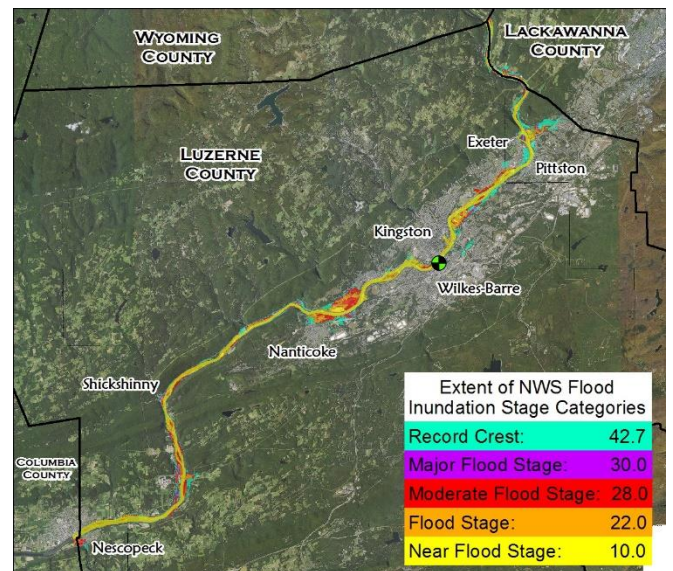 WYOMING
COUNTY
LACKAWANNA
COUNTY
LUZERNE
COUNTY
Exeter
Pittston
Kingston
Wilkes-Barre
Nanticoke
Shickshinny
COLUMBIA
COUNTY
Nescopeck
Extent of NWS Flood
Inundation Stage Categories
Record Crest: 42.7
Major Flood Stage: 30.0
Moderate Flood Stage: 28.0
Flood Stage: 22.0
Near Flood Stage: 10.0